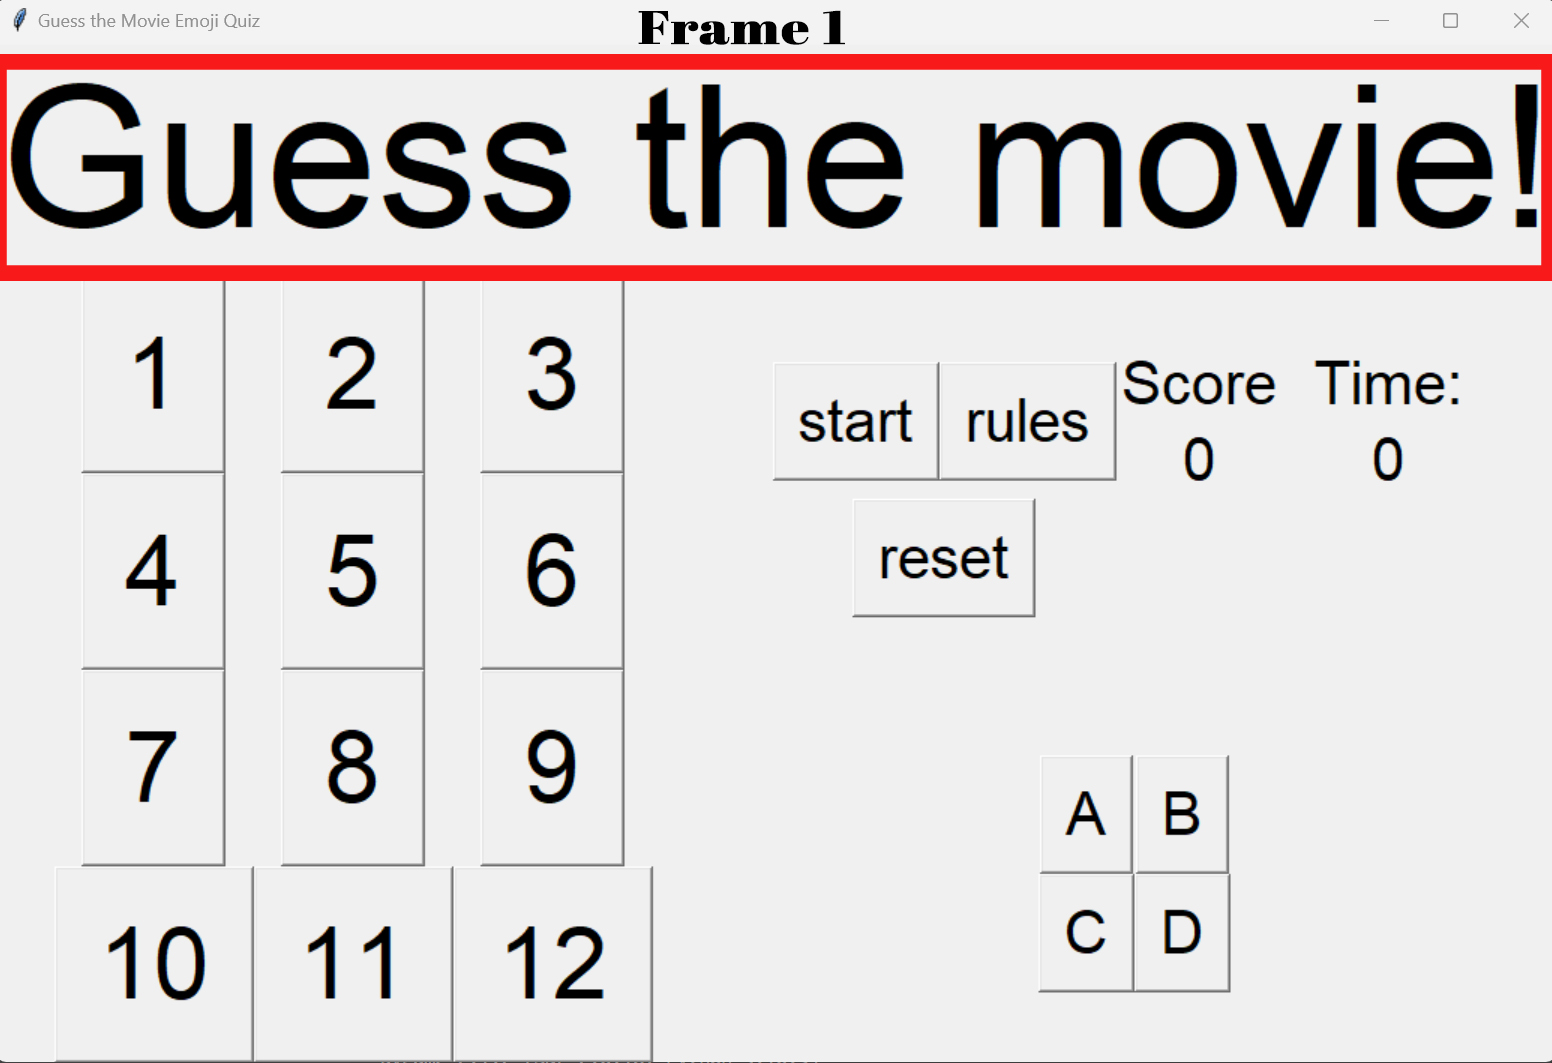 Guess the Movie Emoji Quiz
Frame 1
Guess the movie!
1 2 3
4 5 6
7 8 9
10 11 12
start rules Score Time:
0 0
reset
A B
C D